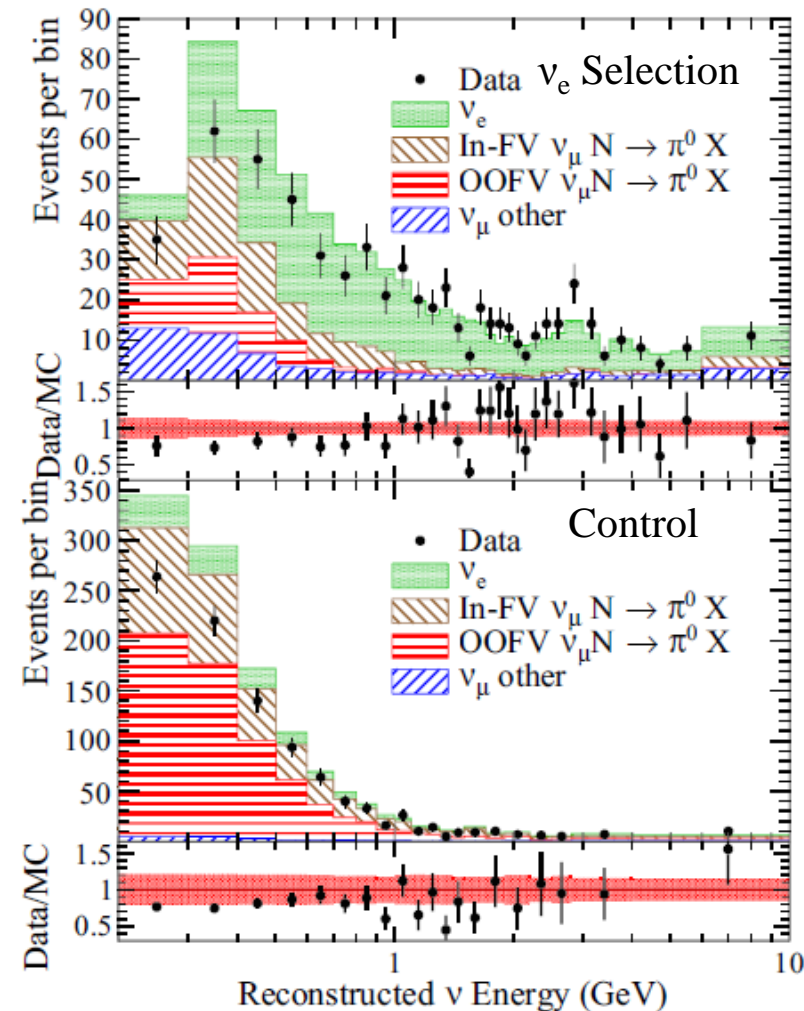 Events per bin
90
80
70
60
50
40
30
20
10
νe Selection
Data
νe
In-FV νμ N → π0 X
OOFV νμN → π0 X
νμ other
Data/MC
1.5
1
0.5
Events per bin
350
300
250
200
150
100
50
Control
Data
νe
In-FV νμ N → π0 X
OOFV νμN → π0 X
νμ other
Data/MC
1.5
1
0.5
1
10
Reconstructed ν Energy (GeV)